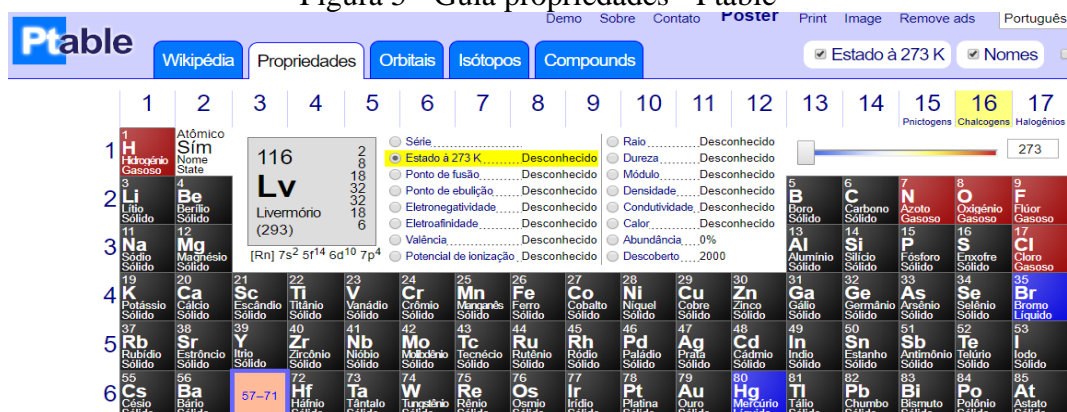 Figura 3 - Guia propriedades - Ptable
Demo Sobre Contato Poster Print Image Remove ads Português
Ptable
Wikipédia Propriedades Orbitais Isótopos Compounds
Estado à 273 K Nomes
1 2 3 4 5 6 7 8 9 10 11 12 13 14 15 16 17
Pnictogens Chalcogens Halogênios
1
1 H Hidrogénio Gasoso
Atômico Sím Nome State
116 Lv Livermório (293)
2 8 18 32 32 18 6
[Rn] 7s2 5f14 6d10 7p4
Série
Estado à 273 K Desconhecido
Ponto de fusão Desconhecido
Ponto de ebulição Desconhecido
Eletronegatividade Desconhecido
Eletroafinidade Desconhecido
Valência Desconhecido
Potencial de ionização Desconhecido
Raio Desconhecido
Dureza Desconhecido
Módulo Desconhecido
Densidade Desconhecido
Condutividade Desconhecido
Calor Desconhecido
Abundância 0%
Descoberto 2000
273
2
3 Li Lítio Sólido
4 Be Berílio Sólido
5 B Boro Sólido
6 C Carbono Sólido
7 N Azoto Gasoso
8 O Oxigénio Gasoso
9 F Flúor Gasoso
3
11 Na Sódio Sólido
12 Mg Magnésio Sólido
13 Al Alumínio Sólido
14 Si Silício Sólido
15 P Fósforo Sólido
16 S Enxofre Sólido
17 Cl Cloro Gasoso
4
19 K Potássio Sólido
20 Ca Cálcio Sólido
21 Sc Escândio Sólido
22 Ti Titânio Sólido
23 V Vanádio Sólido
24 Cr Crômio Sólido
25 Mn Manganês Sólido
26 Fe Ferro Sólido
27 Co Cobalto Sólido
28 Ni Níquel Sólido
29 Cu Cobre Sólido
30 Zn Zinco Sólido
31 Ga Gálio Sólido
32 Ge Germânio Sólido
33 As Arsênio Sólido
34 Se Selênio Sólido
35 Br Bromo Líquido
5
37 Rb Rubídio Sólido
38 Sr Estrôncio Sólido
39 Y Itrio Sólido
40 Zr Zircônio Sólido
41 Nb Nióbio Sólido
42 Mo Molibdênio Sólido
43 Tc Tecnécio Sólido
44 Ru Rutênio Sólido
45 Rh Ródio Sólido
46 Pd Paládio Sólido
47 Ag Prata Sólido
48 Cd Cádmio Sólido
49 In Indio Sólido
50 Sn Estanho Sólido
51 Sb Antimônio Sólido
52 Te Telúrio Sólido
53 I Iodo Sólido
6
55 Cs Césio
56 Ba Bário
57–71
72 Hf Háfnio
73 Ta Tântalo
74 W Tungstênio
75 Re Rênio
76 Os Osmio
77 Ir Irídio
78 Pt Platina
79 Au Ouro
80 Hg Mercúrio
81 Tl Tálio
82 Pb Chumbo
83 Bi Bismuto
84 Po Polônio
85 At Astato